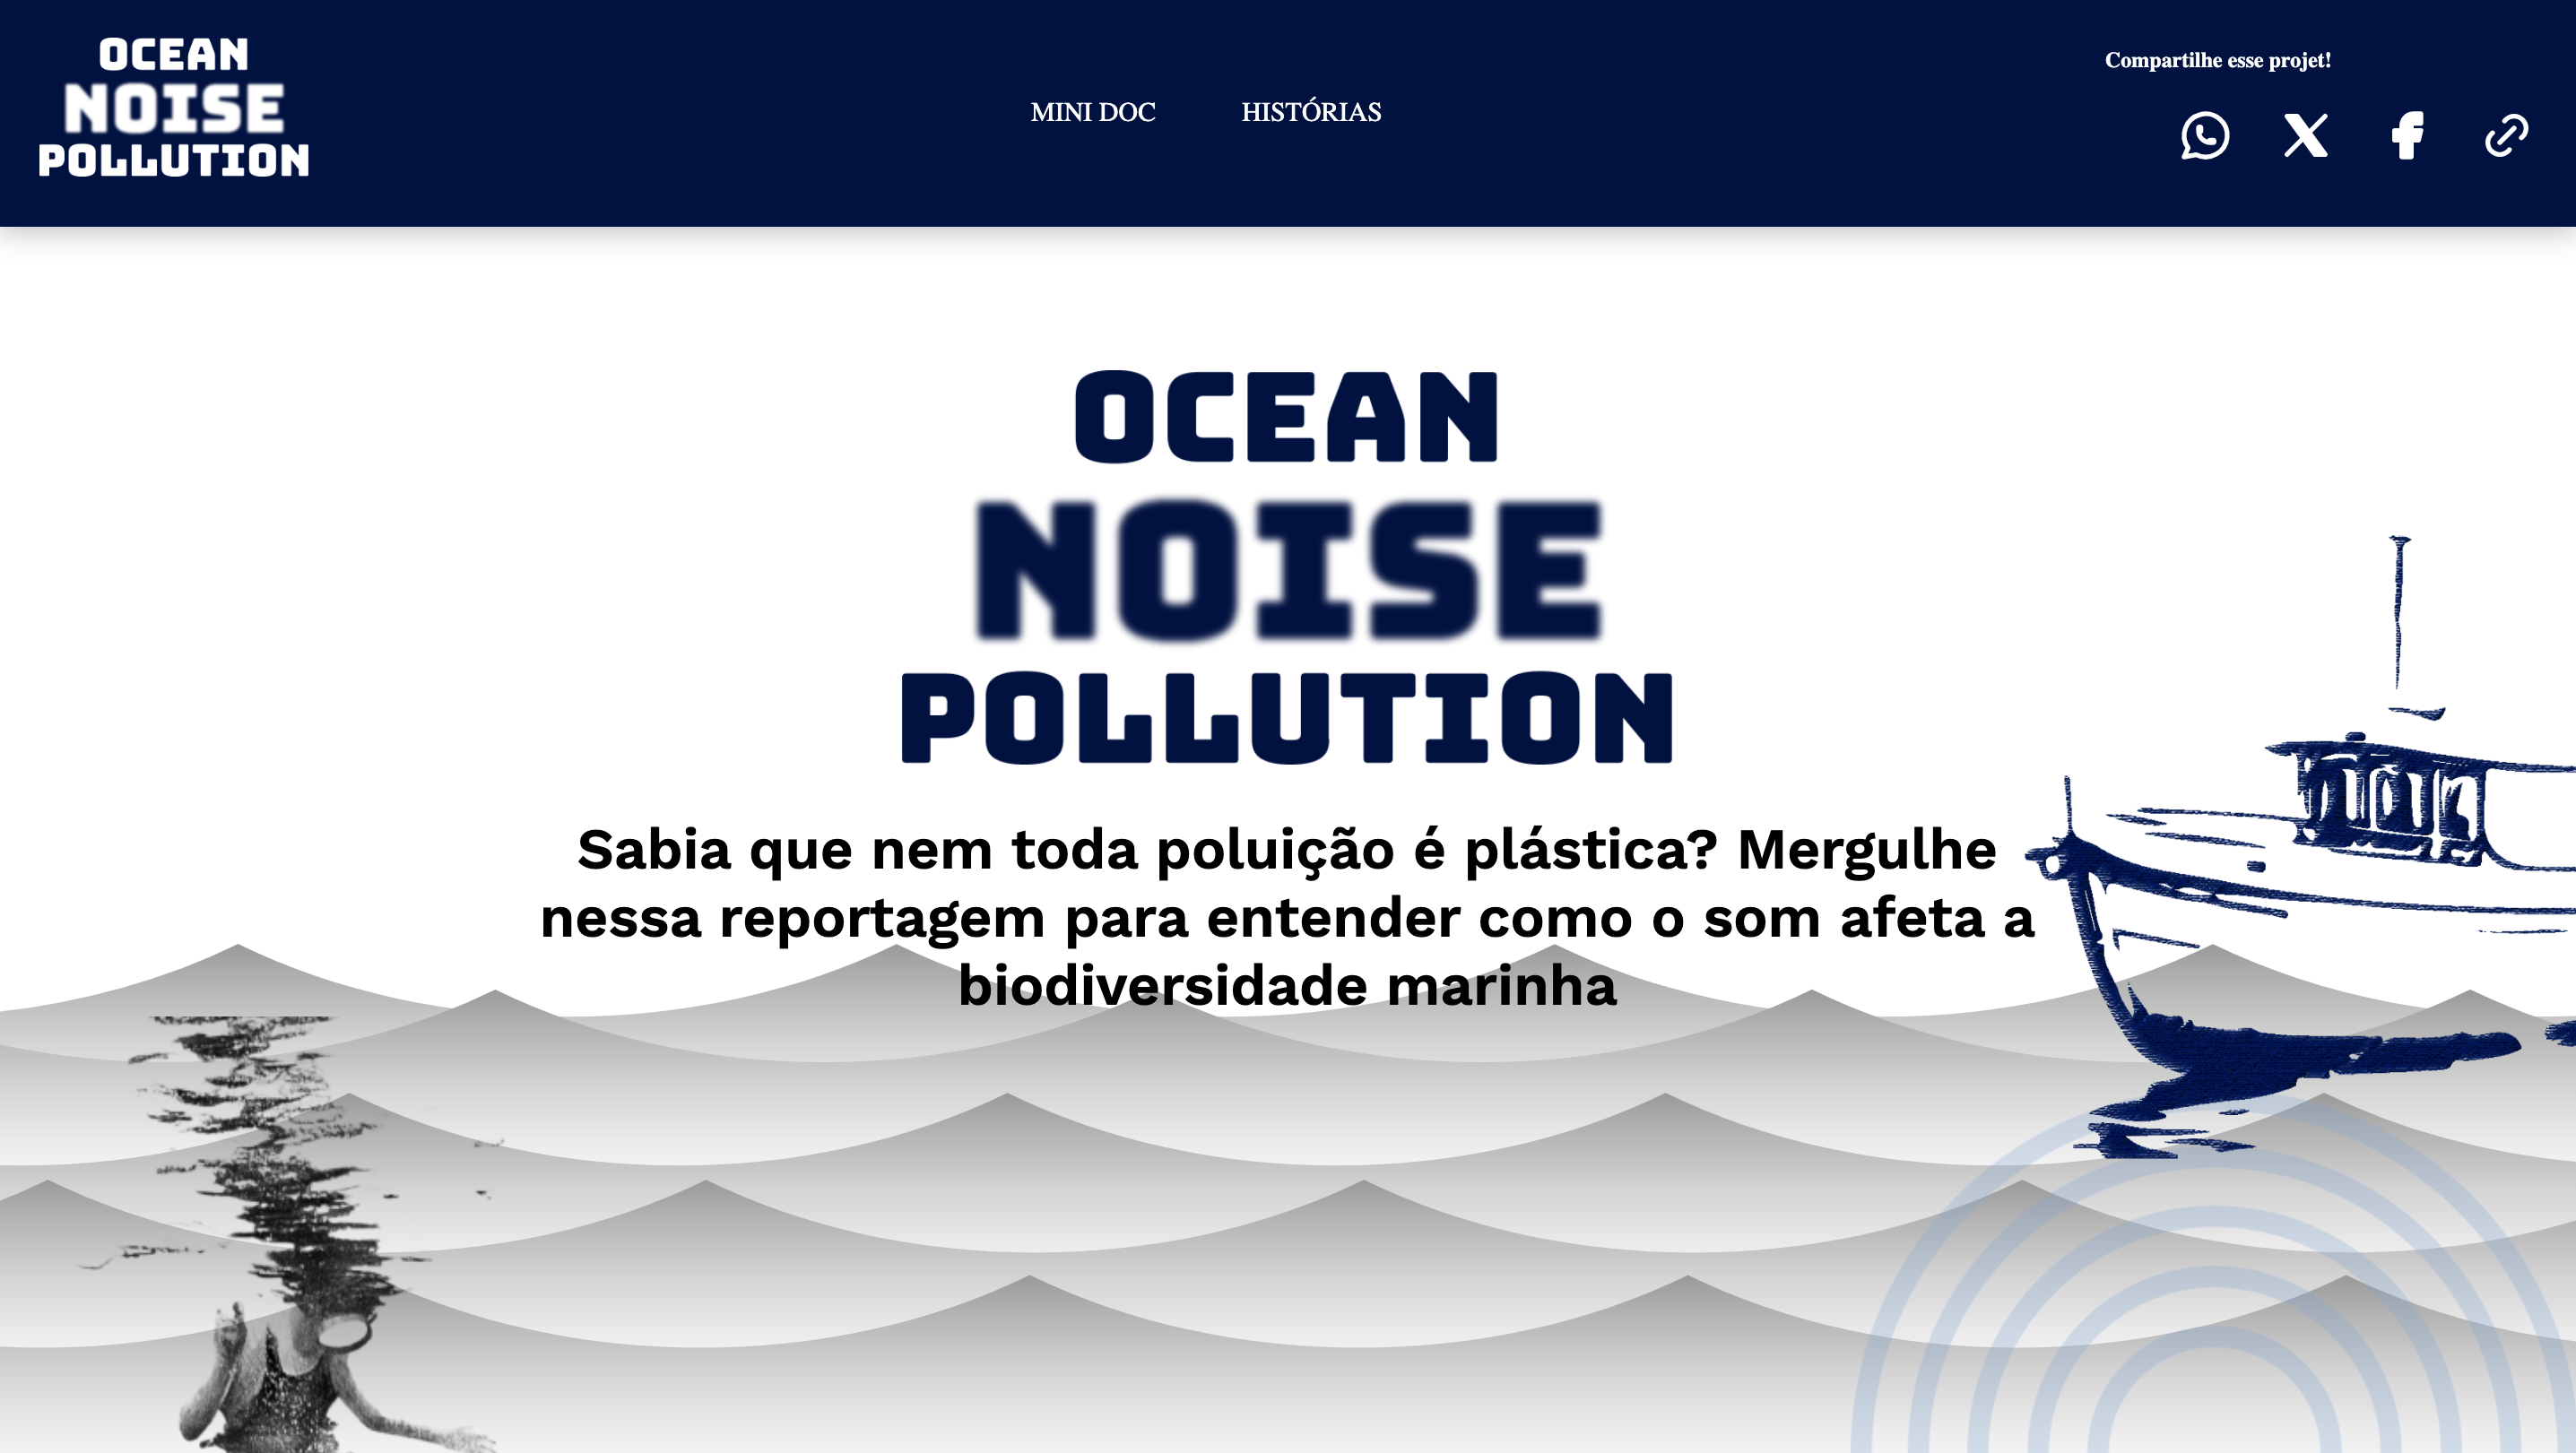 OCEAN
NOISE
POLLUTION
MINI DOC
HISTÓRIAS
Compartilhe esse projet!
OCEAN
NOISE
POLLUTION
Sabia que nem toda poluição é plástica? Mergulhe
nessa reportagem para entender como o som afeta a
biodiversidade marinha